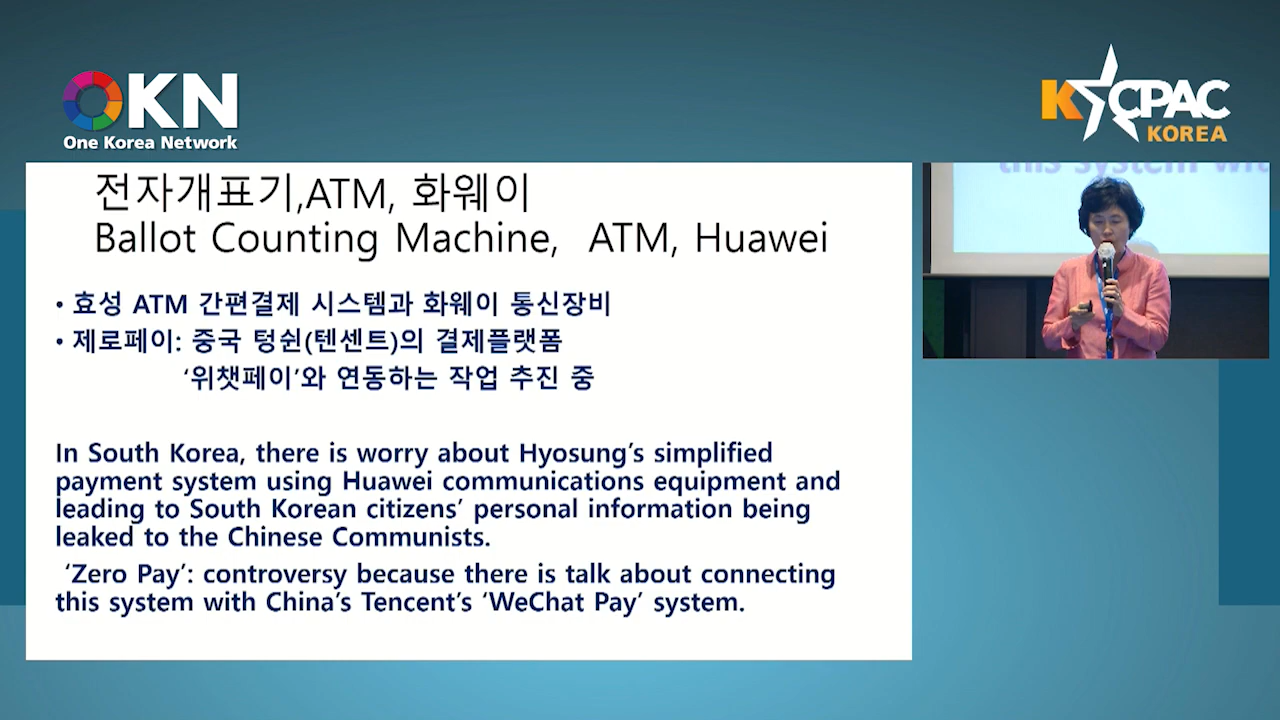 OKN
One Korea Network
KCPAC
KOREA
전자개표기,ATM, 화웨이
Ballot Counting Machine, ATM, Huawei
• 효성 ATM 간편결제 시스템과 화웨이 통신장비
• 제로페이: 중국 텅쉰(텐센트)의 결제플랫폼
‘위챗페이’와 연동하는 작업 추진 중
In South Korea, there is worry about Hyosung’s simplified
payment system using Huawei communications equipment and
leading to South Korean citizens’ personal information being
leaked to the Chinese Communists.
‘Zero Pay’: controversy because there is talk about connecting
this system with China’s Tencent’s ‘WeChat Pay’ system.
this system